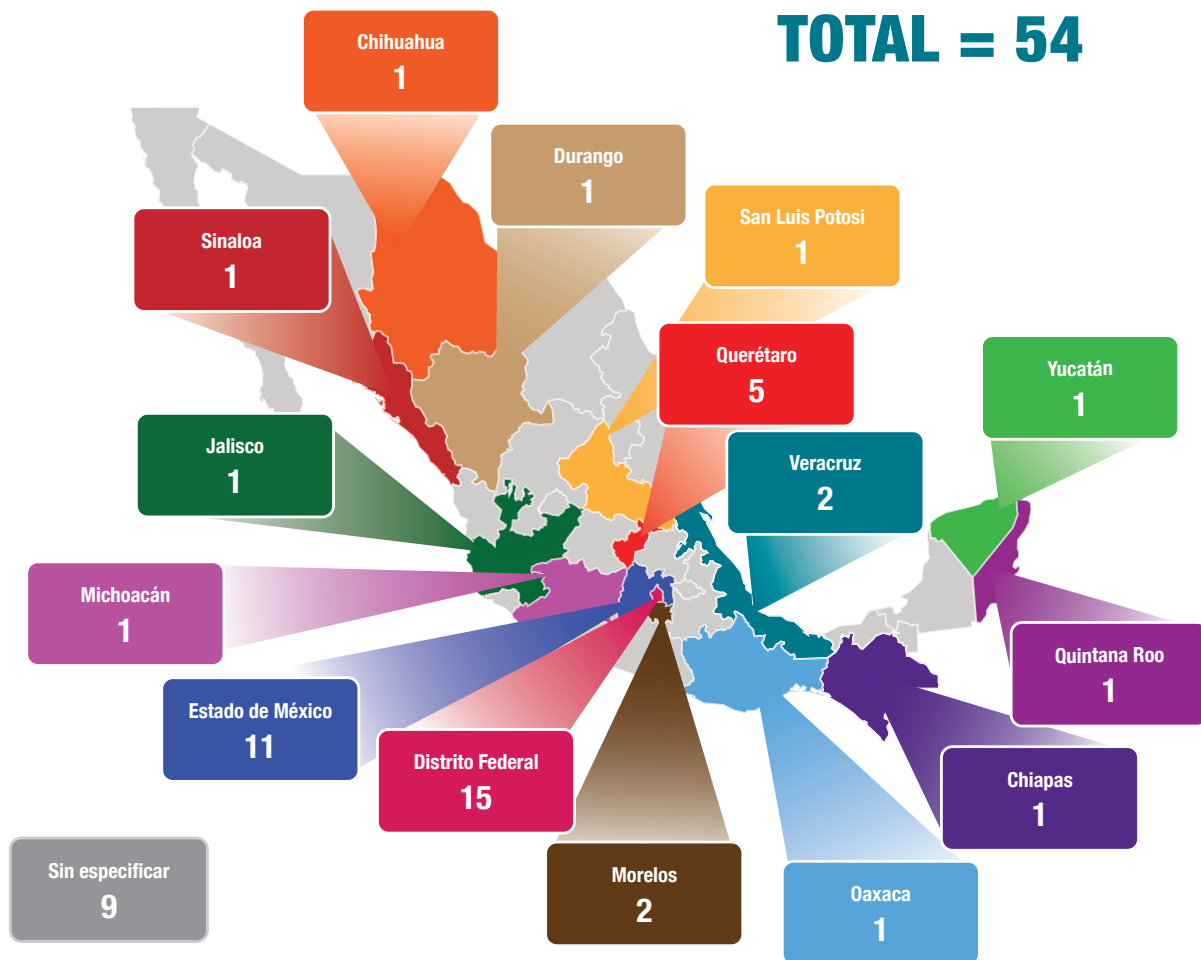 TOTAL = 54
Chihuahua
1
Durango
1
San Luis Potosi
1
Sinaloa
1
Querétaro
5
Yucatán
1
Jalisco
1
Veracruz
2
Michoacán
1
Quintana Roo
1
Estado de México
11
Distrito Federal
15
Chiapas
1
Sin especificar
9
Morelos
2
Oaxaca
1